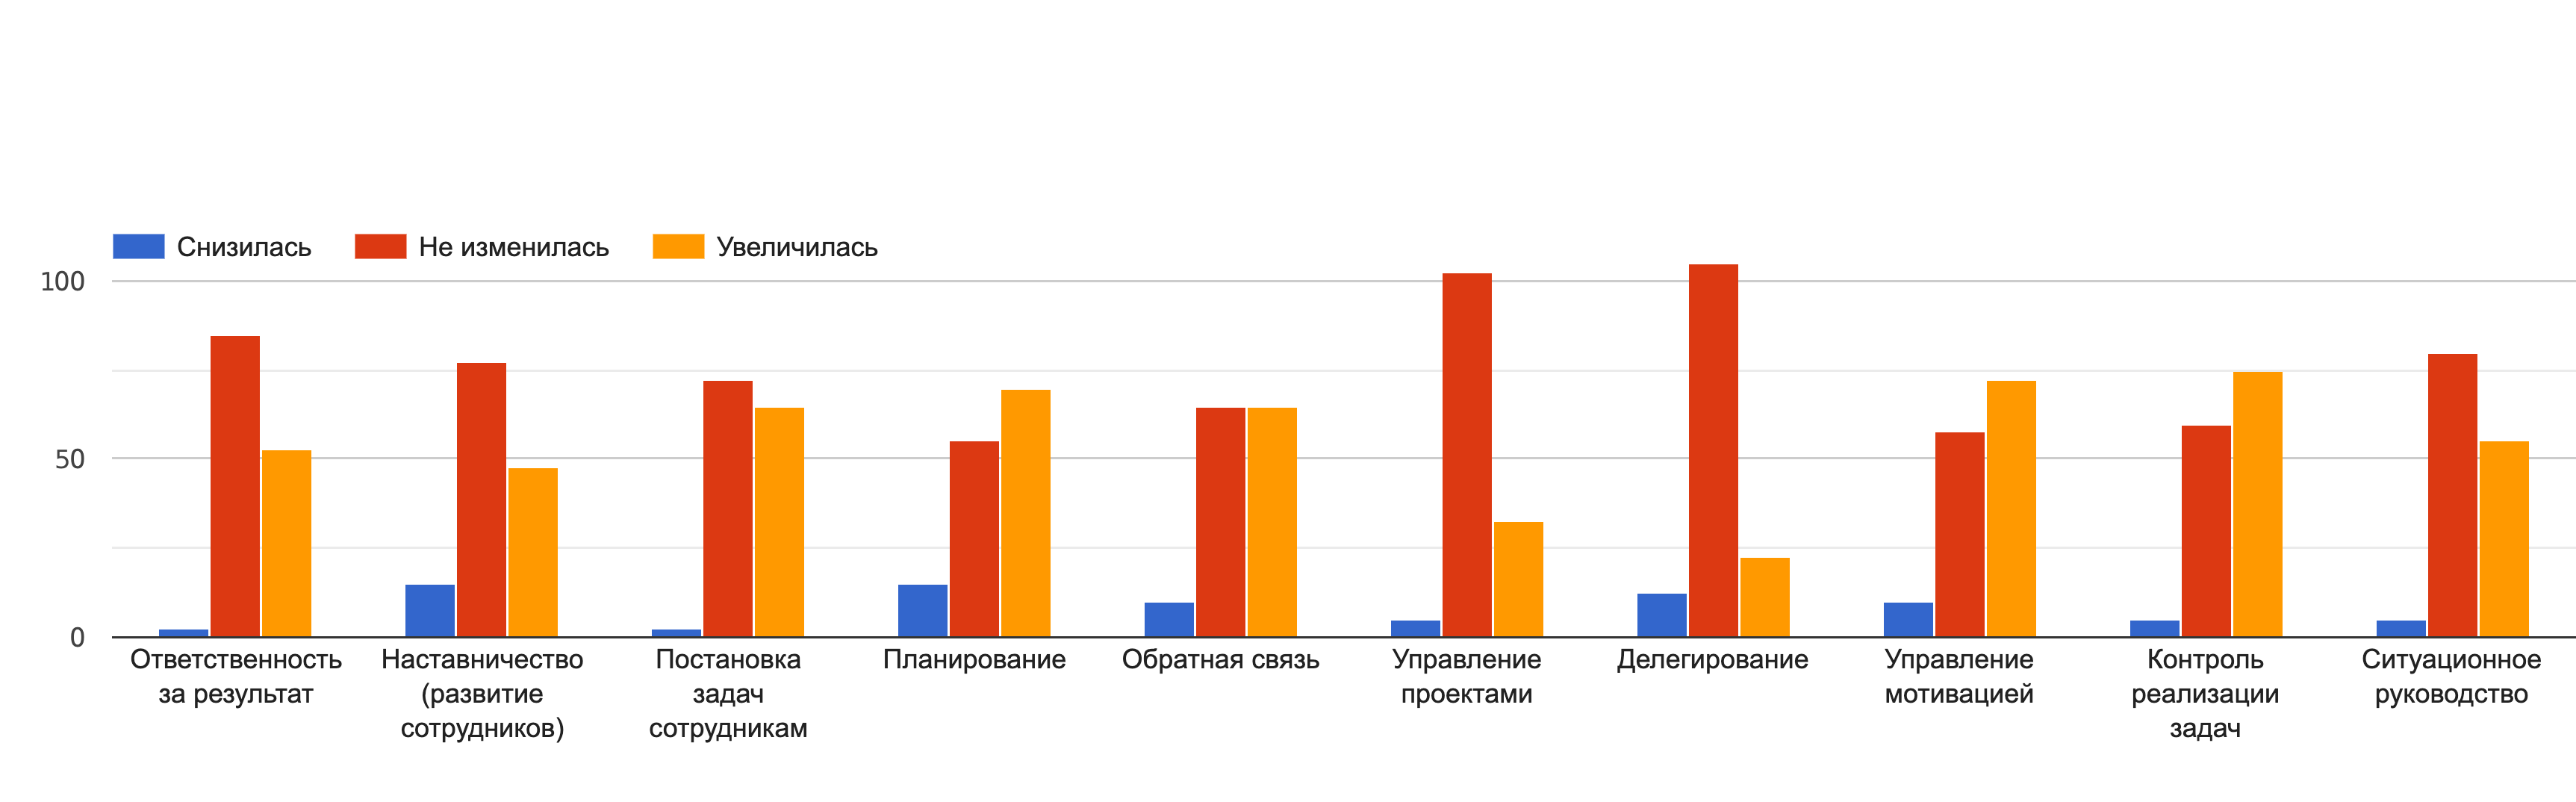 Снизилась Не изменилась Увеличилась
100
50
0
Ответственность
за результат
Наставничество
(развитие
сотрудников)
Постановка
задач
сотрудникам
Планирование
Обратная связь
Управление
проектами
Делегирование
Управление
мотивацией
Контроль
реализации
задач
Ситуационное
руководство